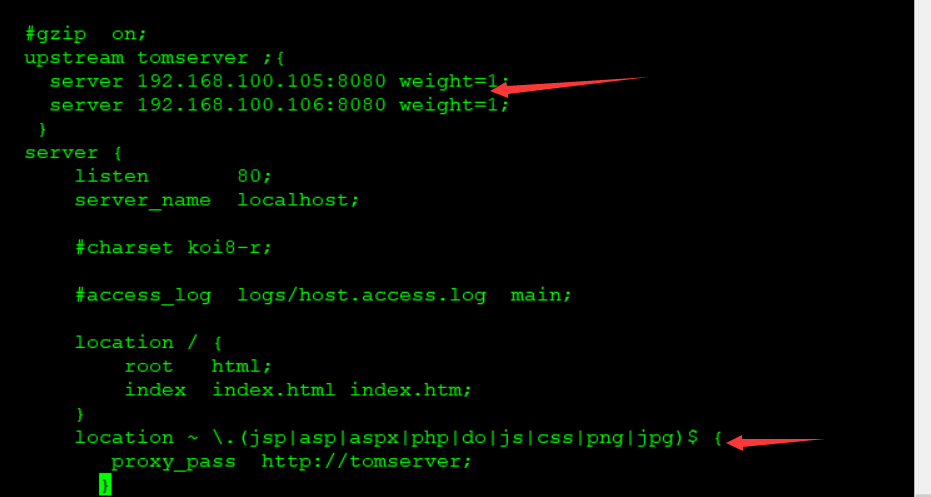 #gzip  on;
upstream tomserver ;{
  server 192.168.100.105:8080 weight=1;
  server 192.168.100.106:8080 weight=1;
 }
server {
    listen       80;
    server_name  localhost;
    #charset koi8-r;
    #access_log  logs/host.access.log  main;
    location / {
        root   html;
        index  index.html index.htm;
    }
    location ~ \.(jsp|asp|aspx|php|do|js|css|png|jpg)$ {
       proxy_pass  http://tomserver;
      }